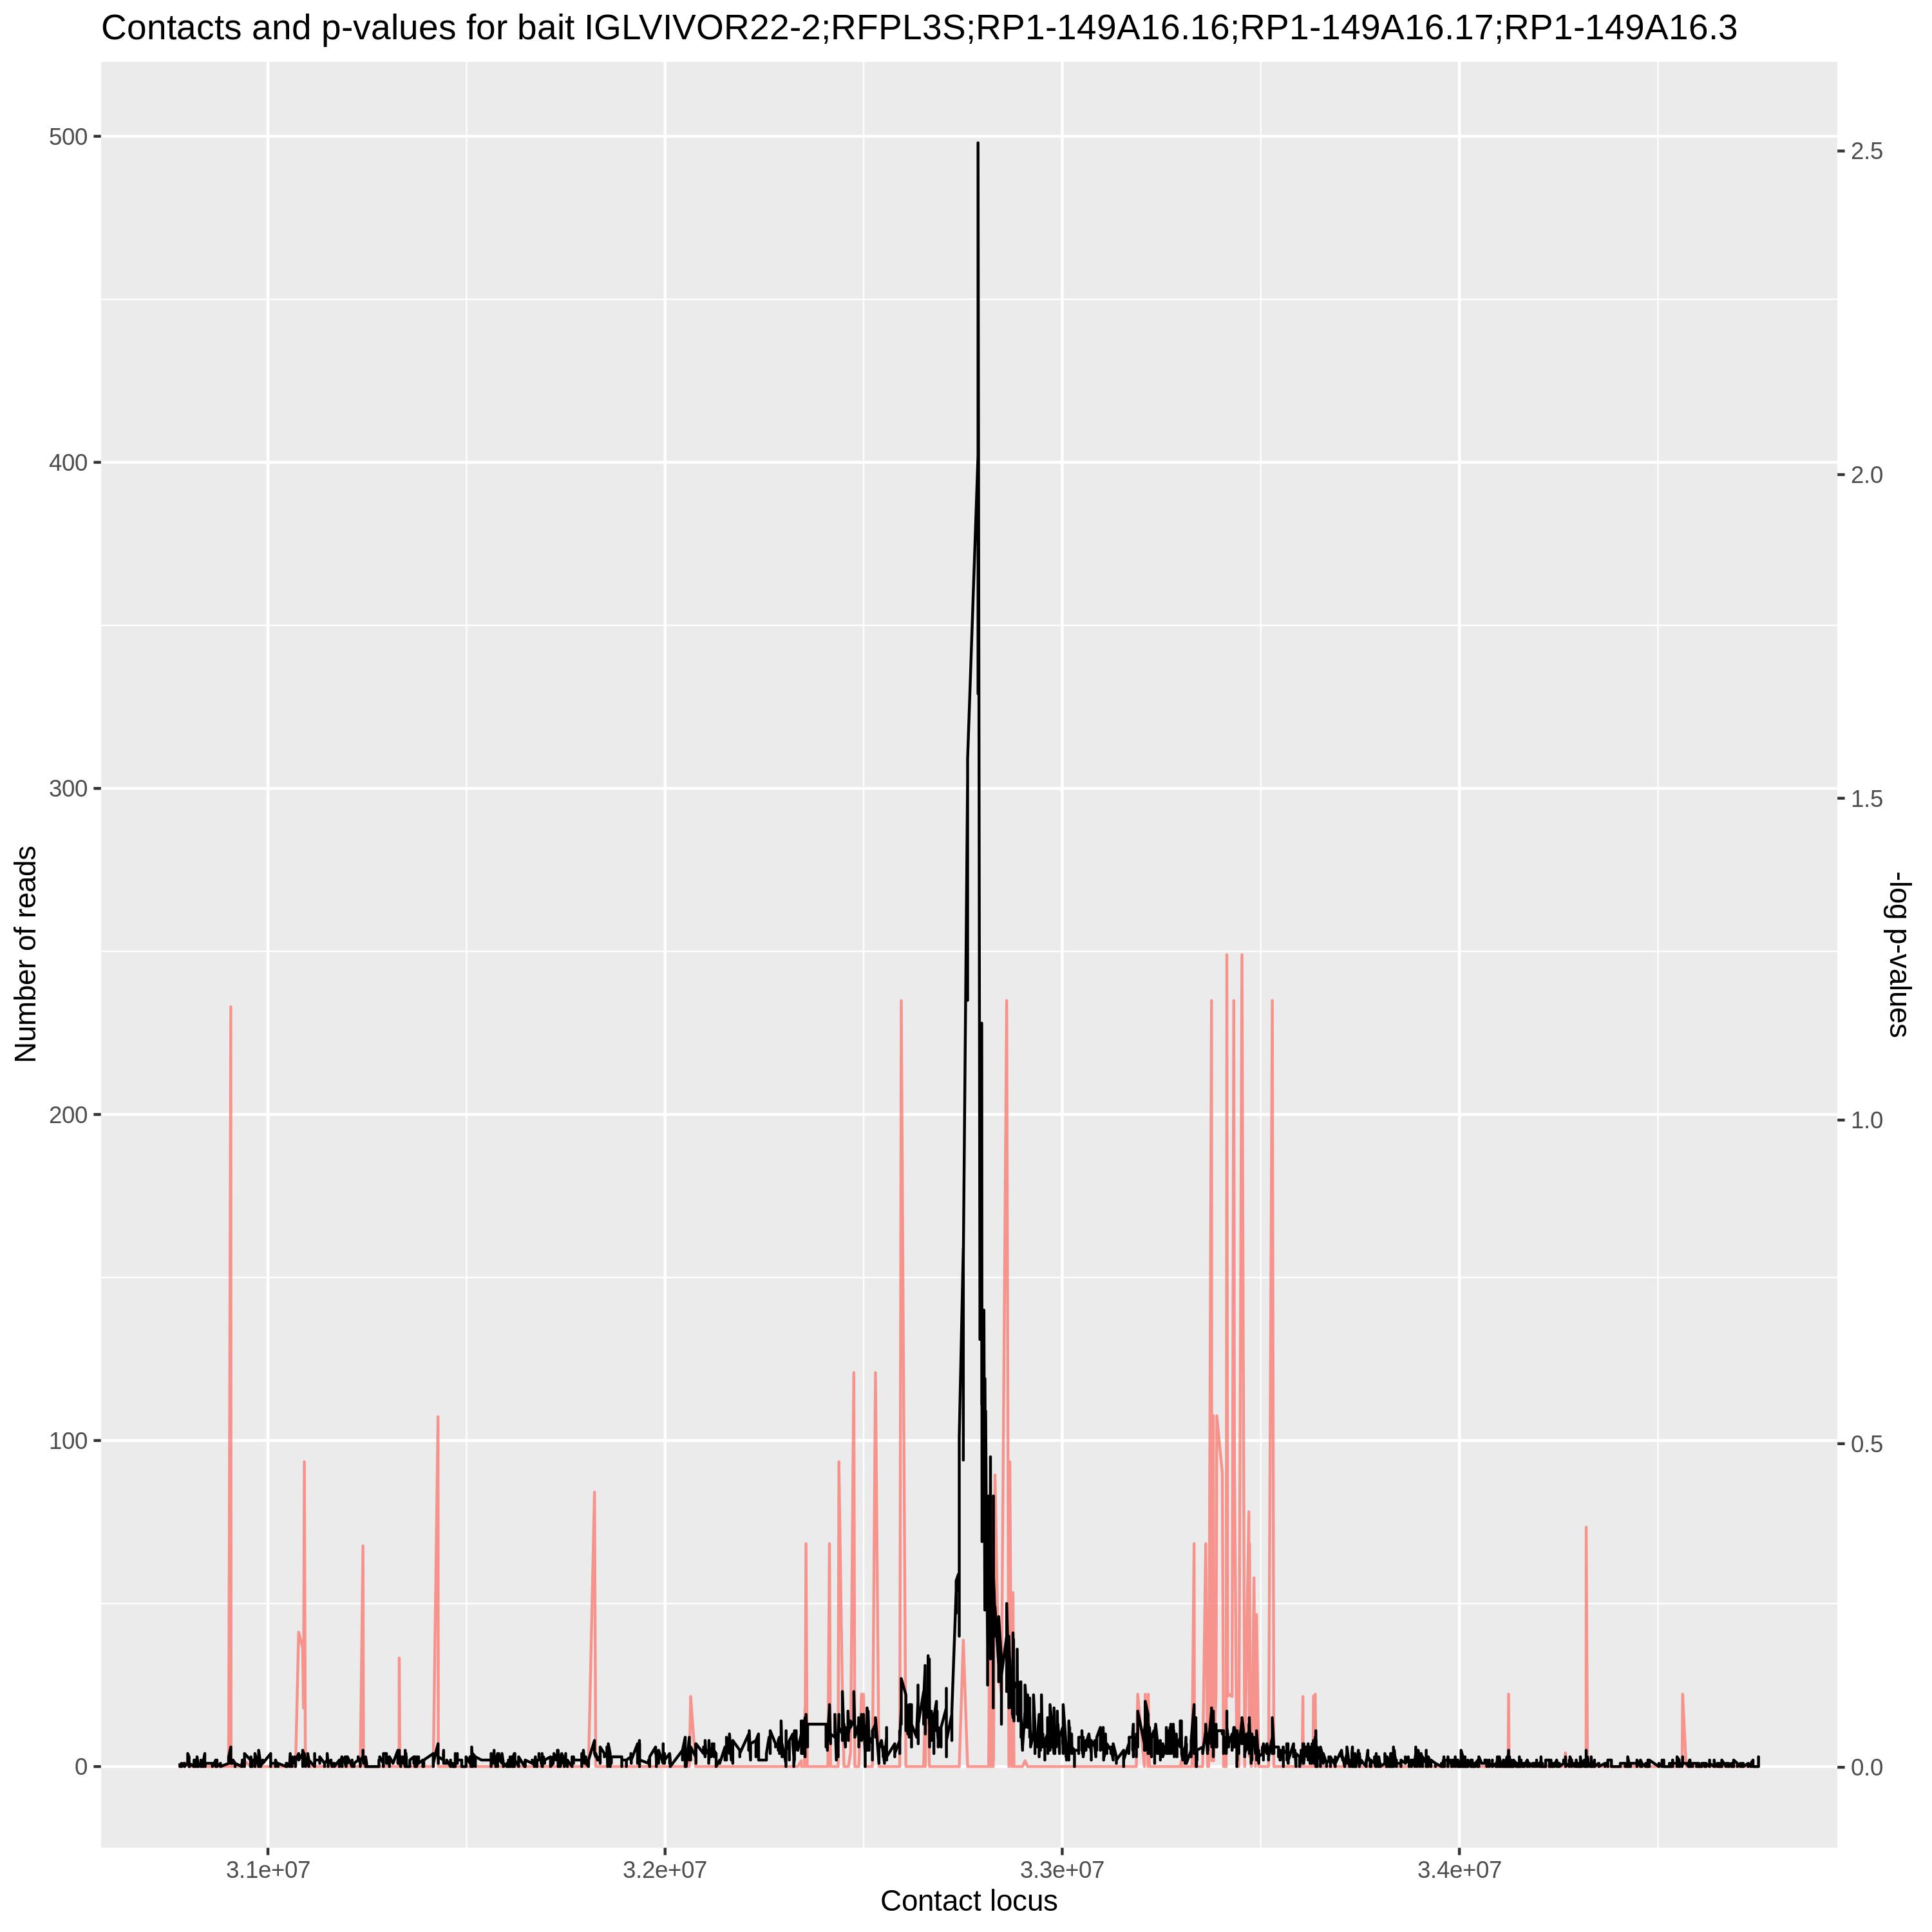 Contacts and p-values for bait IGLVIVOR22-2;RFPL3S;RP1-149A16.16;RP1-149A16.17;RP1-149A16.3
500
400
300
200
100
0
Number of reads
2.5
2.0
1.5
1.0
0.5
0.0
-log p-values
3.1e+07
3.2e+07
3.3e+07
3.4e+07
Contact locus